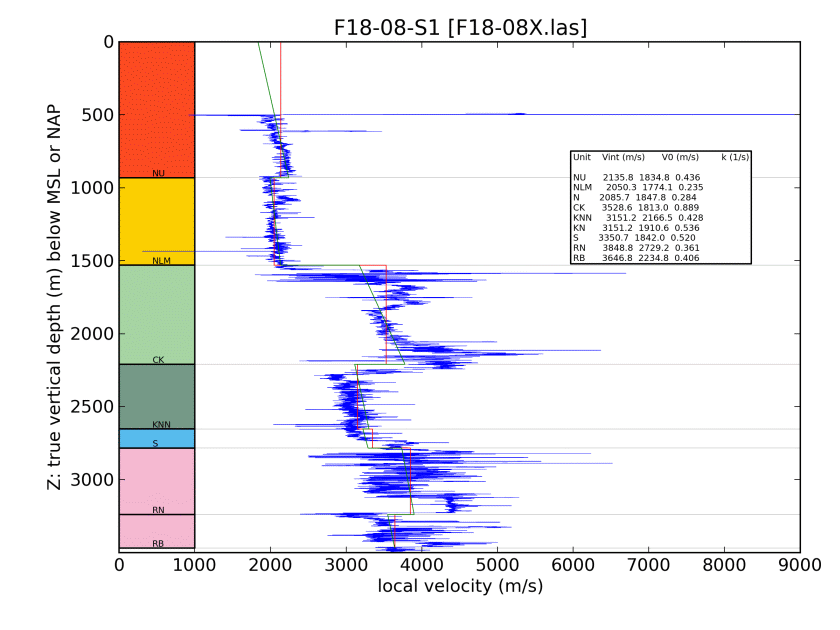 F18-08-S1 [F18-08X.las]
Z: true vertical depth (m) below MSL or NAP
0
500
1000
1500
2000
2500
3000
NU
NLM
CK
KNN
S
RN
RB
Unit Vint (m/s) V0 (m/s) k (1/s)
NU 2135.8 1834.8 0.436
NLM 2050.3 1774.1 0.235
N 2085.7 1847.8 0.284
CK 3528.6 1813.0 0.889
KNN 3151.2 2166.5 0.428
KN 3151.2 1910.6 0.536
S 3350.7 1842.0 0.520
RN 3848.8 2729.2 0.361
RB 3646.8 2234.8 0.406
0 1000 2000 3000 4000 5000 6000 7000 8000 9000
local velocity (m/s)